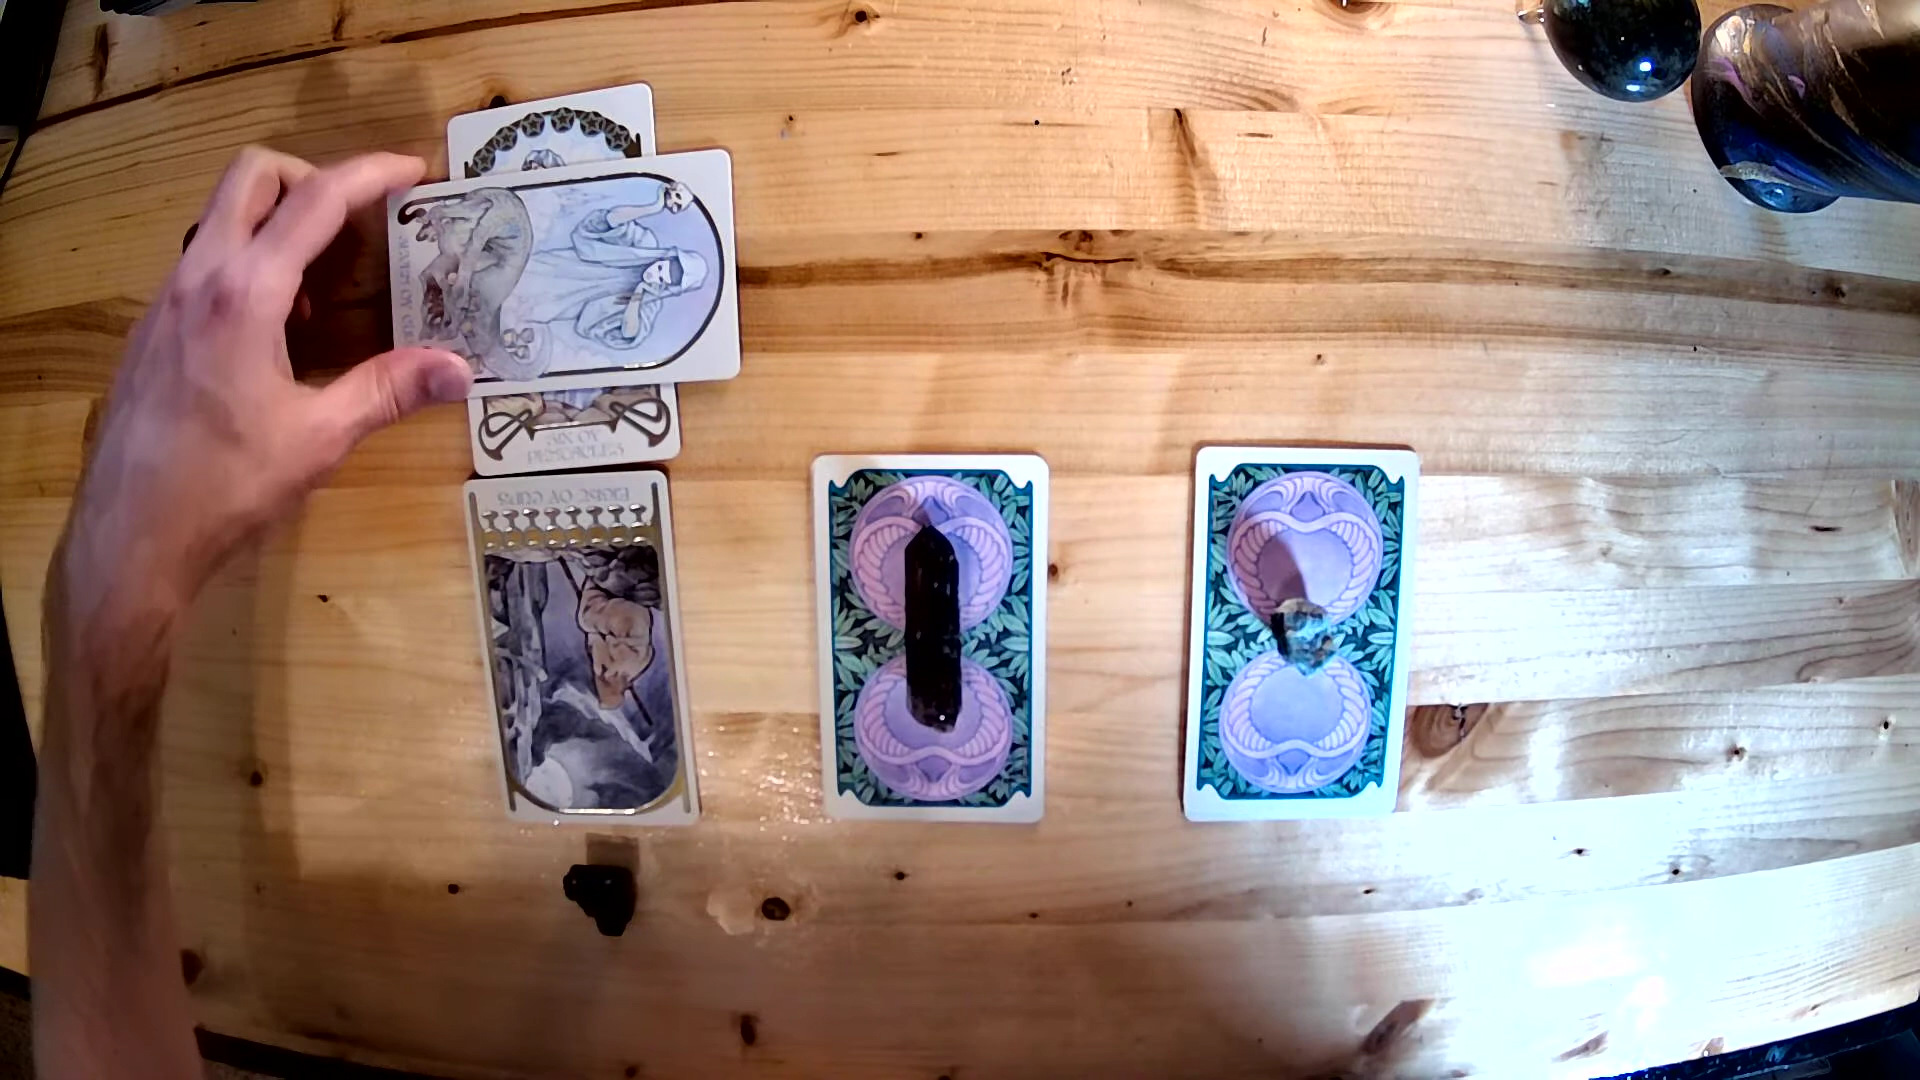 SIX OF
PENTACLES
EIGHT OF CUPS